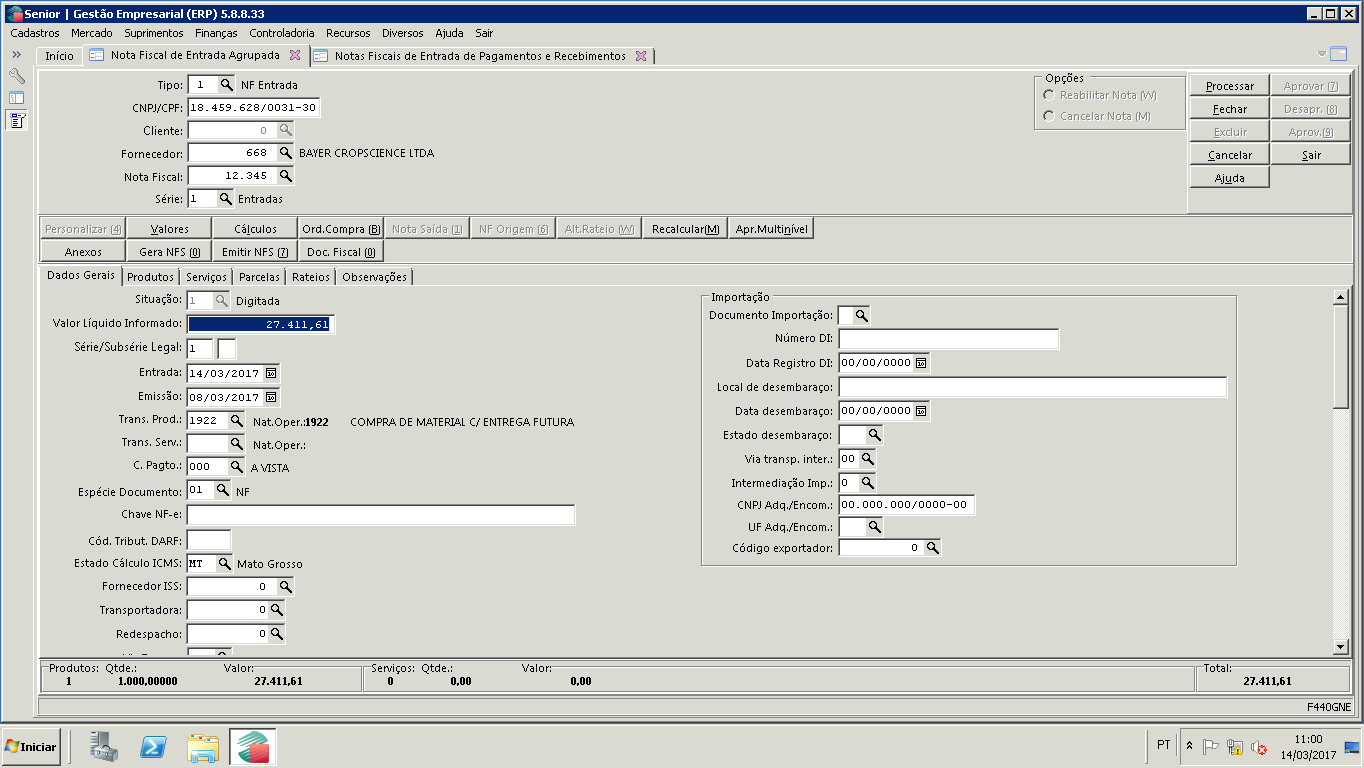 Senior | Gestão Empresarial (ERP) 5.8.8.33
Cadastros Mercado Suprimentos Finanças Controladoria Recursos Diversos Ajuda Sair
Início Nota Fiscal de Entrada Agrupada Notas Fiscais de Entrada de Pagamentos e Recebimentos
Tipo: 1 NF Entrada
CNPJ/CPF: 18.459.628/0031-30
Cliente: 0
Fornecedor: 668 BAYER CROPSCIENCE LTDA
Nota Fiscal: 12.345
Série: 1 Entradas
Opções
Reabilitar Nota (W)
Cancelar Nota (M)
Processar Aprovar (7)
Fechar Desapr. (8)
Excluir Aprov.(9)
Cancelar Sair
Ajuda
Personalizar (4) Valores Cálculos Ord.Compra (B) Nota Saída (1) NF Origem (6) Alt.Rateio (W) Recalcular(M) Apr.Multinível
Anexos Gera NFS (0) Emitir NFS (7) Doc. Fiscal (0)
Dados Gerais Produtos Serviços Parcelas Rateios Observações
Situação: 1 Digitada
Valor Líquido Informado: 27.411,61
Série/Subsérie Legal: 1
Entrada: 14/03/2017
Emissão: 08/03/2017
Trans. Prod.: 1922 Nat.Oper.:1922 COMPRA DE MATERIAL C/ ENTREGA FUTURA
Trans. Serv.: Nat.Oper.:
C. Pagto.: 000 A VISTA
Espécie Documento: 01 NF
Chave NF-e:
Cód. Tribut. DARF:
Estado Cálculo ICMS: MT Mato Grosso
Fornecedor ISS: 0
Transportadora: 0
Redespacho: 0
Importação
Documento Importação:
Número DI:
Data Registro DI: 00/00/0000
Local de desembaraço:
Data desembaraço: 00/00/0000
Estado desembaraço:
Via transp. inter.: 00
Intermediação Imp.: 0
CNPJ Adq./Encom.: 00.000.000/0000-00
UF Adq./Encom.:
Código exportador: 0
Produtos: Qtde.: Valor: Serviços: Qtde.: Valor: Total:
1 1.000,00000 27.411,61 0 0,00 0,00 27.411,61
F440GNE
Iniciar PT 11:00
14/03/2017